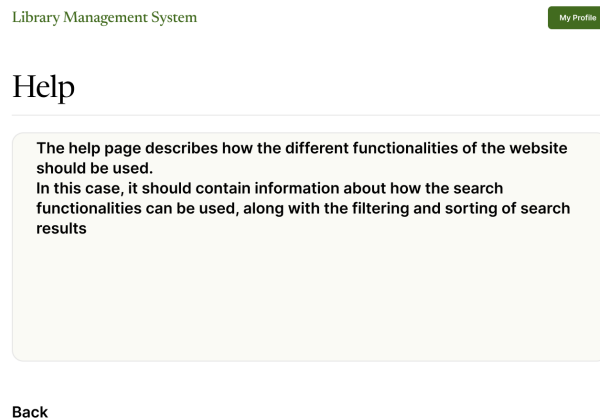 Library Management System
My Profile
Help
The help page describes how the different functionalities of the website
should be used.
In this case, it should contain information about how the search
functionalities can be used, along with the filtering and sorting of search
results
Back